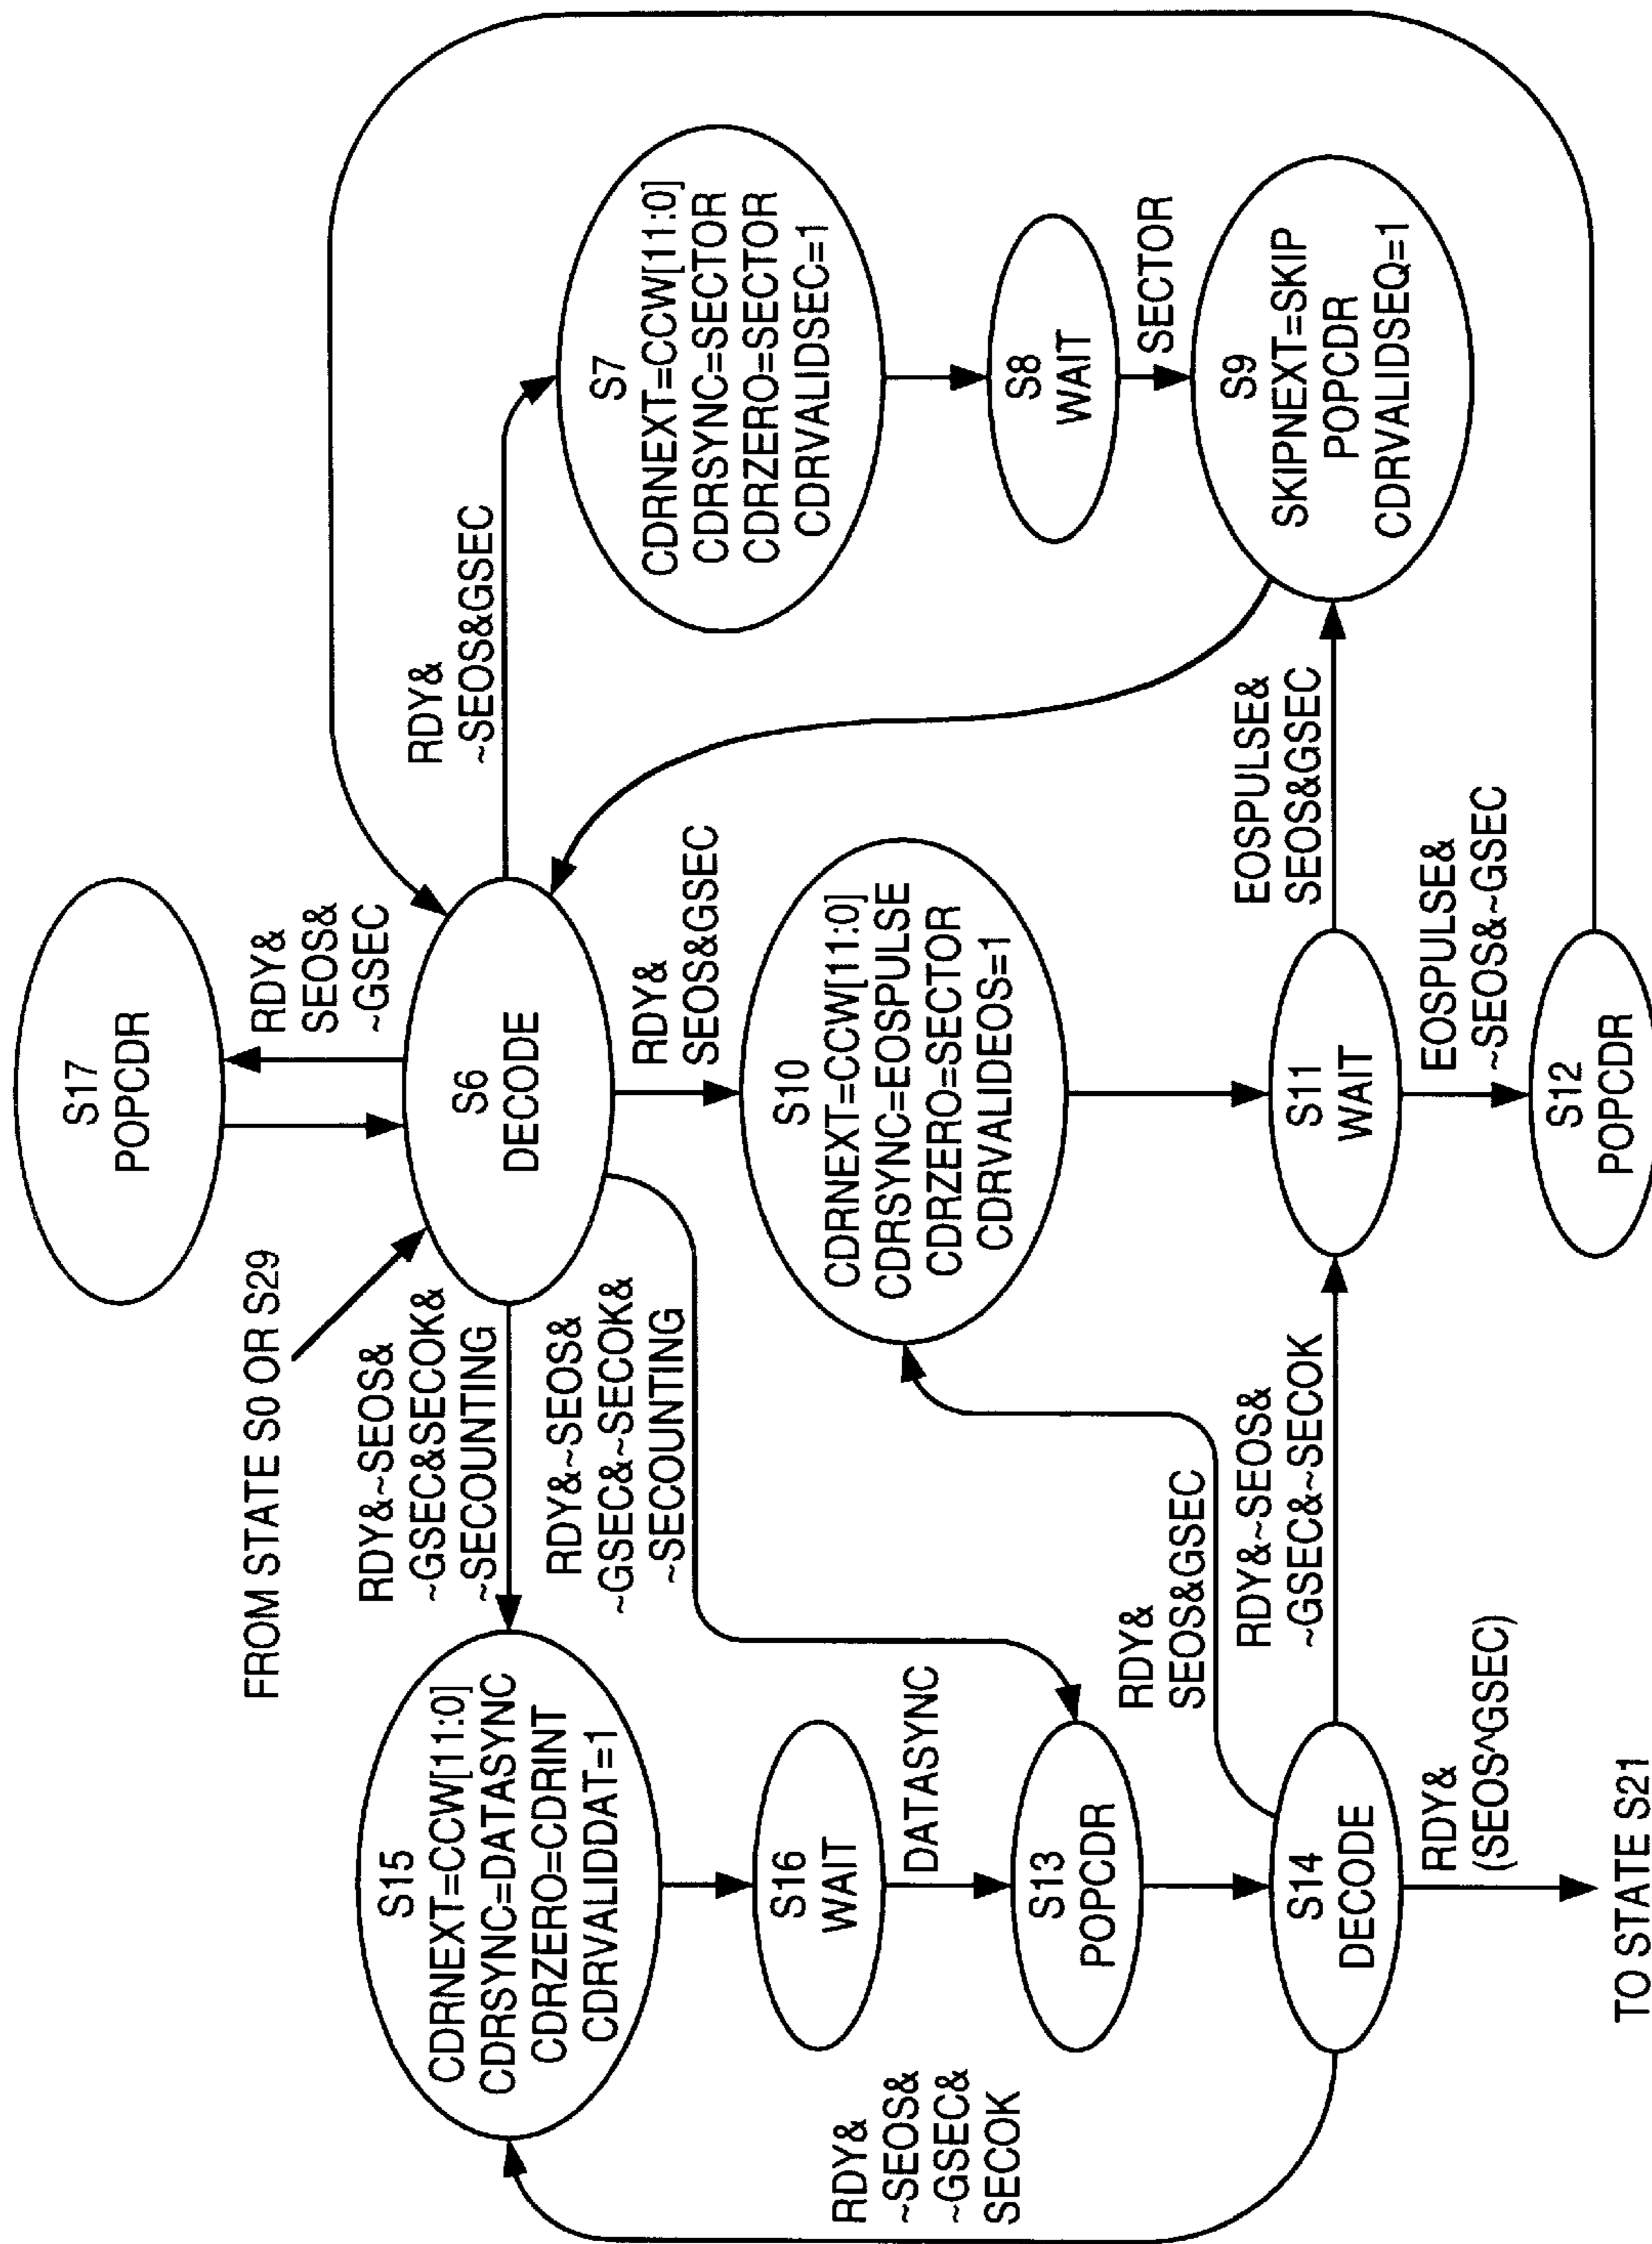 S17
POPCDR
RDY&
SEOS&
~GSEC
FROM STATE S0 OR S29
S6
DECODE
RDY&
~SEOS&GSEC
RDY&~SEOS&
~GSEC&SECOK&
~SECOUNTING
RDY&~SEOS&
~GSEC&~SECOK&
~SECOUNTING
RDY&
SEOS&GSEC
S15
CDRNEXT=CCW[11:0]
CDRSYNC=DATASYNC
CDRZERO=CDRINT
CDRVALIDDAT=1
S7
CDRNEXT=CCW[11:0]
CDRSYNC=SECTOR
CDRZERO=SECTOR
CDRVALIDSEC=1
S10
CDRNEXT=CCW[11:0]
CDRSYNC=EOSPULSE
CDRZERO=SECTOR
CDRVALIDEOS=1
S16
WAIT
DATASYNC
S8
WAIT
SECTOR
S13
POPCDR
RDY&
SEOS&GSEC
S9
SKIPNEXT=SKIP
POPCDR
CDRVALIDSEQ=1
RDY&
~SEOS&
~GSEC&
SECOK
S14
DECODE
RDY&~SEOS&
~GSEC&~SECOK
S11
WAIT
EOSPULSE&
SEOS&GSEC
RDY&
(SEOS^GSEC)
EOSPULSE&
~SEOS&~GSEC
S12
POPCDR
TO STATE S21